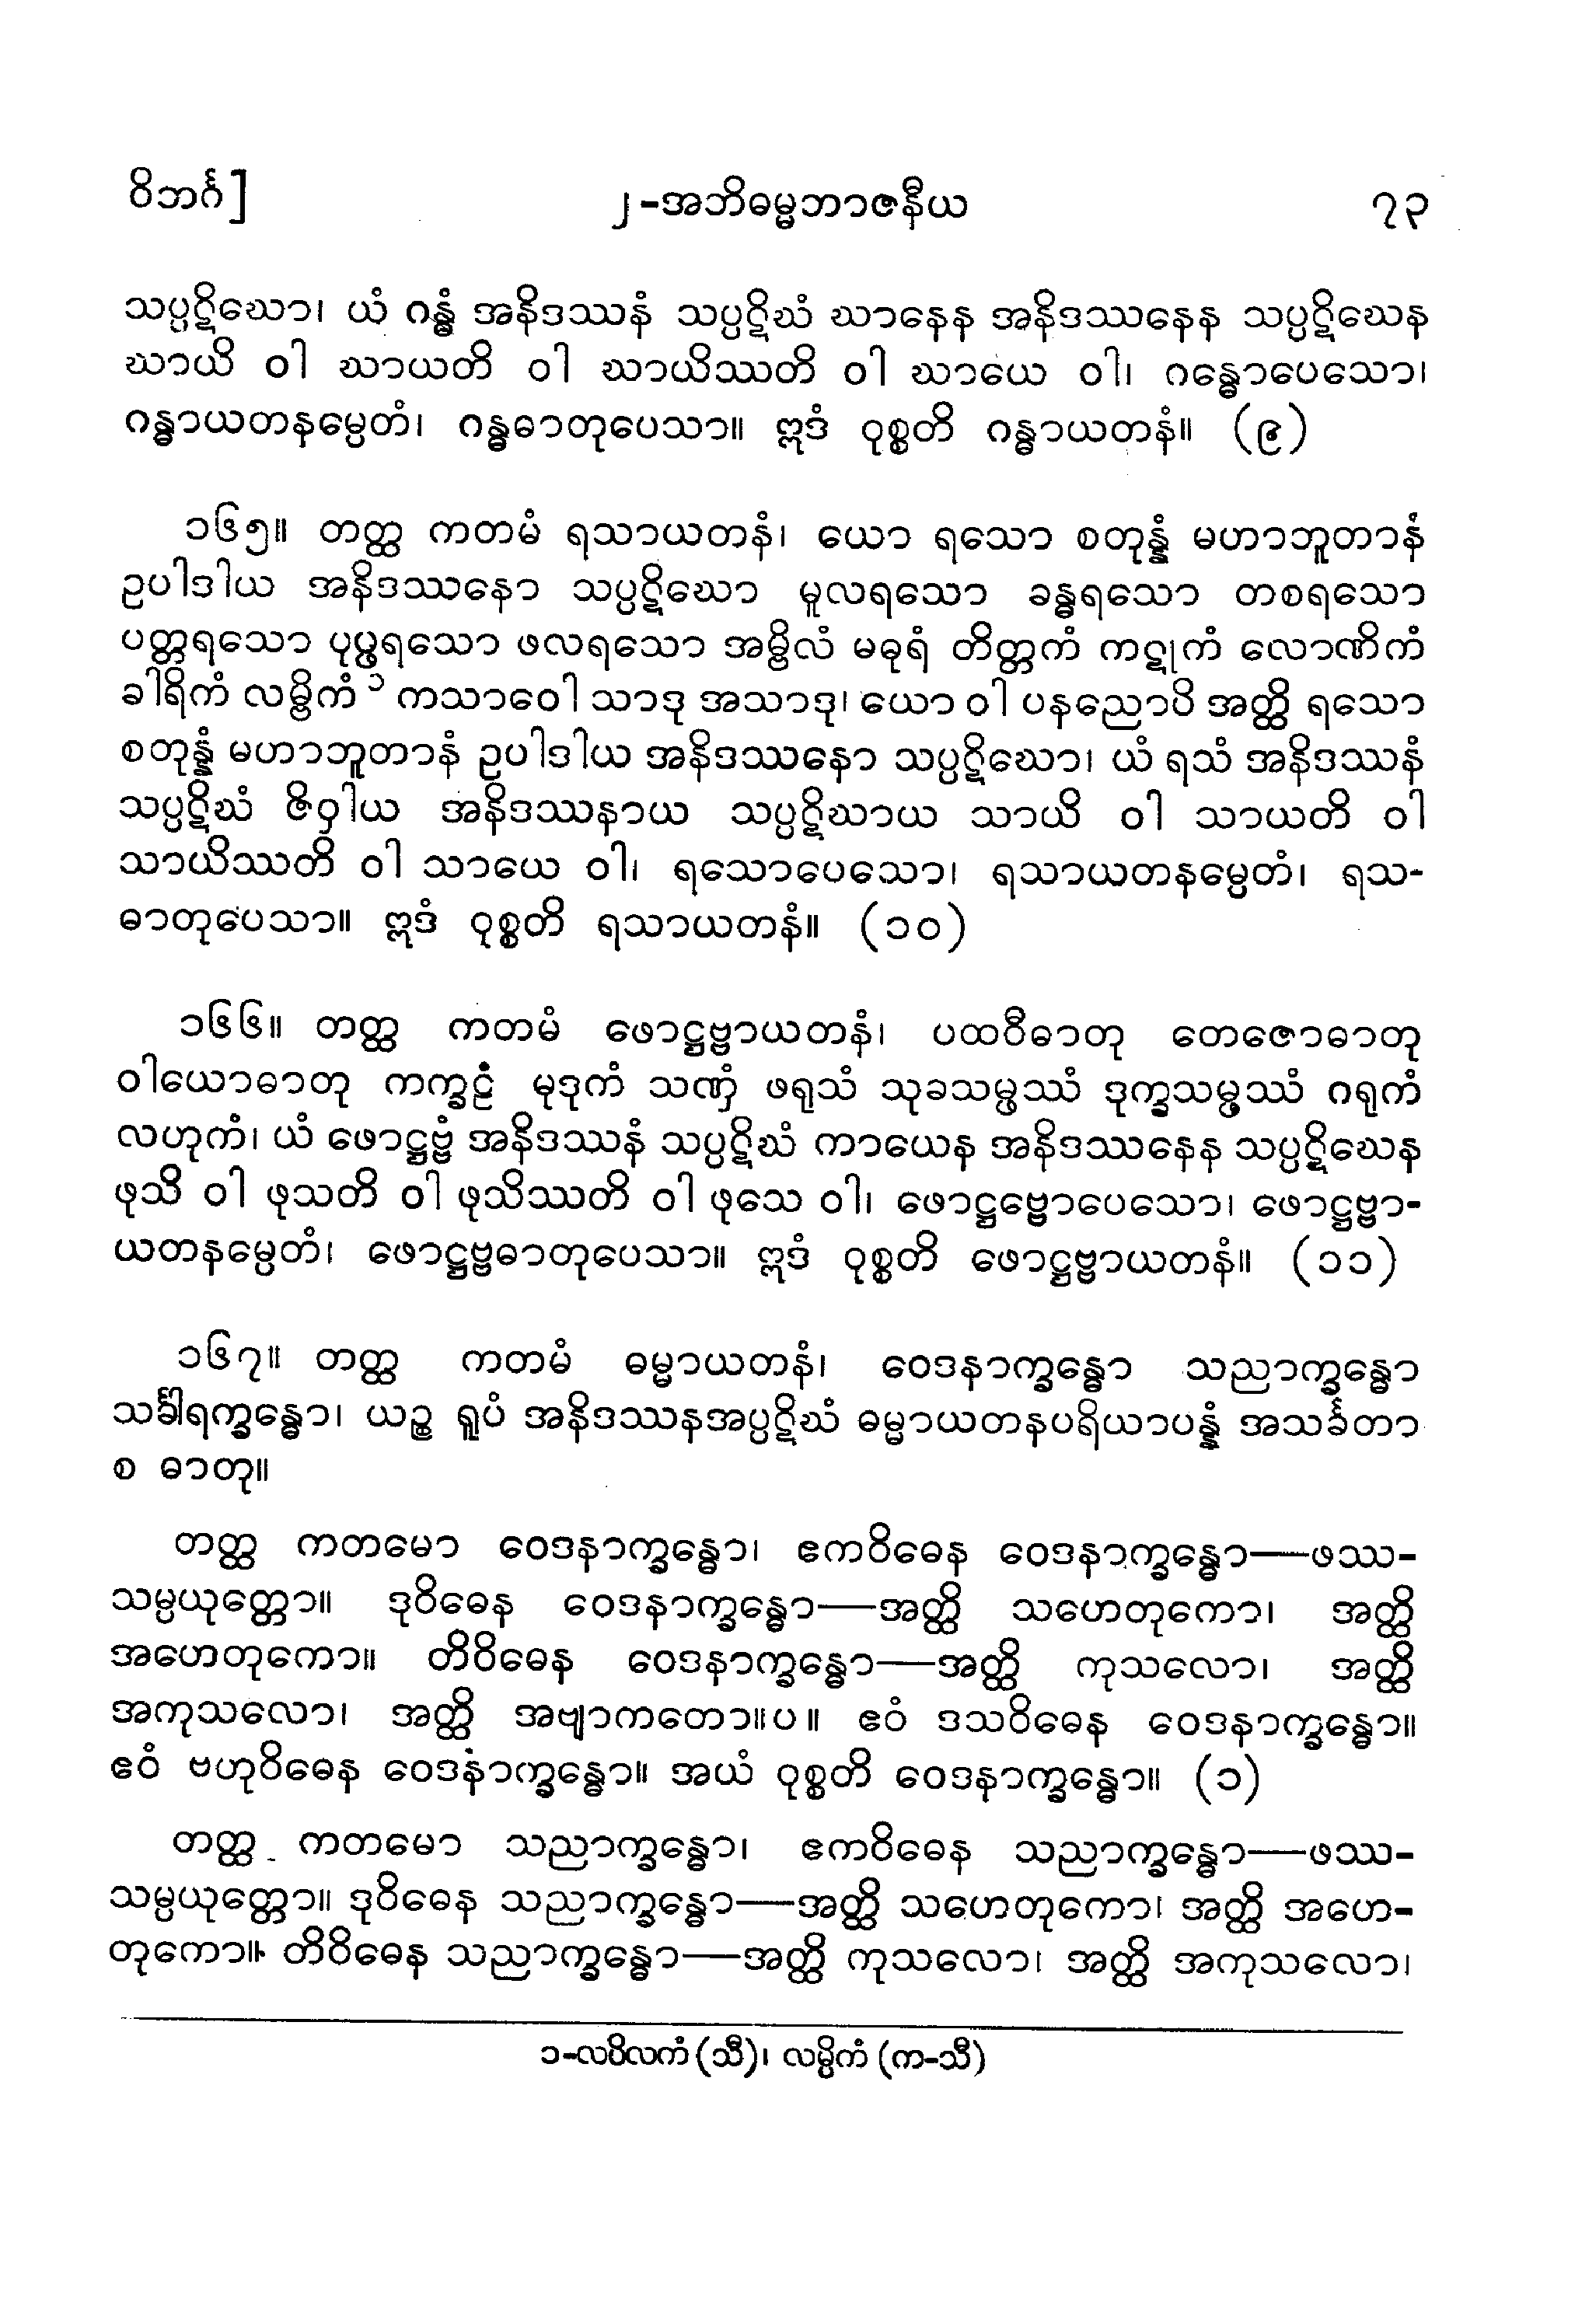 ဝိဘင်္ဂ]
၂-အဘိဓမ္မဘာဇနီယ
၇၃
သပ္ပဋိဃော၊ ယံ ဂန္ဓံ အနိဒဿနံ သပ္ပဋိဃံ ဃာနေန အနိဒဿနေန သပ္ပဋိဃေန
ဃာယိ ဝါ ဃာယတိ ဝါ ဃာယိဿတိ ဝါ ဃာယေ ဝါ၊ ဂန္ဓောပေသော၊
ဂန္ဓာယတနမ္ပေတံ၊ ဂန္ဓဓာတုပေသာ။ ဣဒံ ဝုစ္စတိ ဂန္ဓာယတနံ။ (၉)
၁၆၅။ တတ္ထ ကတမံ ရသာယတနံ၊ ယော ရသော စတုန္နံ မဟာဘူတာနံ
ဥပါဒါယ အနိဒဿနော သပ္ပဋိဃော မူလရသော ခန္ဓရသော တစရသော
ပတ္တရသော ပုပ္ဖရသော ဖလရသော အမ္ဗိလံ မဓုရံ တိတ္တကံ ကဋုကံ လောဏိကံ
ခါရိကံ လမ္ဗိကံ ၁ ကသာဝေါ သာဒု အသာဒု၊ ယော ဝါ ပနညောပိ အတ္ထိ ရသော
စတုန္နံ မဟာဘူတာနံ ဥပါဒါယ အနိဒဿနော သပ္ပဋိဃော၊ ယံ ရသံ အနိဒဿနံ
သပ္ပဋိဃံ ဇိဝှါယ အနိဒဿနာယ သပ္ပဋိဃာယ သာယိ ဝါ သာယတိ ဝါ
သာယိဿတိ ဝါ သာယေ ဝါ၊ ရသောပေသော၊ ရသာယတနမ္ပေတံ၊ ရသ-
ဓာတုပေသာ။ ဣဒံ ဝုစ္စတိ ရသာယတနံ။ (၁၀)
၁၆၆။ တတ္ထ ကတမံ ဖောဋ္ဌဗ္ဗာယတနံ၊ ပထဝီဓာတု တေဇောဓာတု
ဝါယောဓာတု ကက္ခဠံ မုဒုကံ သဏှံ ဖရုသံ သုခသမ္ဖဿံ ဒုက္ခသမ္ဖဿံ ဂရုကံ
လဟုကံ၊ ယံ ဖောဋ္ဌဗ္ဗံ အနိဒဿနံ သပ္ပဋိဃံ ကာယေန အနိဒဿနေန သပ္ပဋိဃေန
ဖုသိ ဝါ ဖုသတိ ဝါ ဖုသိဿတိ ဝါ ဖုသေ ဝါ၊ ဖောဋ္ဌဗ္ဗောပေသော၊ ဖောဋ္ဌဗ္ဗာ-
ယတနမ္ပေတံ၊ ဖောဋ္ဌဗ္ဗဓာတုပေသာ။ ဣဒံ ဝုစ္စတိ ဖောဋ္ဌဗ္ဗာယတနံ။ (၁၁)
၁၆၇။ တတ္ထ ကတမံ ဓမ္မာယတနံ၊ ဝေဒနာက္ခန္ဓော သညာက္ခန္ဓော
သင်္ခါရက္ခန္ဓော၊ ယဉ္စ ရူပံ အနိဒဿနအပ္ပဋိဃံ ဓမ္မာယတနပရိယာပန္နံ အသင်္ခတာ
စ ဓာတု။
တတ္ထ ကတမော ဝေဒနာက္ခန္ဓော၊ ဧကဝိဓေန ဝေဒနာက္ခန္ဓော—ဖဿ-
သမ္ပယုတ္တော။ ဒုဝိဓေန ဝေဒနာက္ခန္ဓော—အတ္ထိ သဟေတုကော၊ အတ္ထိ
အဟေတုကော။ တိဝိဓေန ဝေဒနာက္ခန္ဓော—အတ္ထိ ကုသလော၊ အတ္ထိ
အကုသလော၊ အတ္ထိ အဗျာကတော။ပ။ ဧဝံ ဒသဝိဓေန ဝေဒနာက္ခန္ဓော။
ဧဝံ ဗဟုဝိဓေန ဝေဒနာက္ခန္ဓော။ အယံ ဝုစ္စတိ ဝေဒနာက္ခန္ဓော။ (၁)
တတ္ထ ကတမော သညာက္ခန္ဓော၊ ဧကဝိဓေန သညာက္ခန္ဓော—ဖဿ-
သမ္ပယုတ္တော။ ဒုဝိဓေန သညာက္ခန္ဓော—အတ္ထိ သဟေတုကော၊ အတ္ထိ အဟေ-
တုကော။ တိဝိဓေန သညာက္ခန္ဓော—အတ္ထိ ကုသလော၊ အတ္ထိ အကုသလော၊
၁-လပိလကံ (သီ)၊ လမ္ပိကံ (က-သီ)